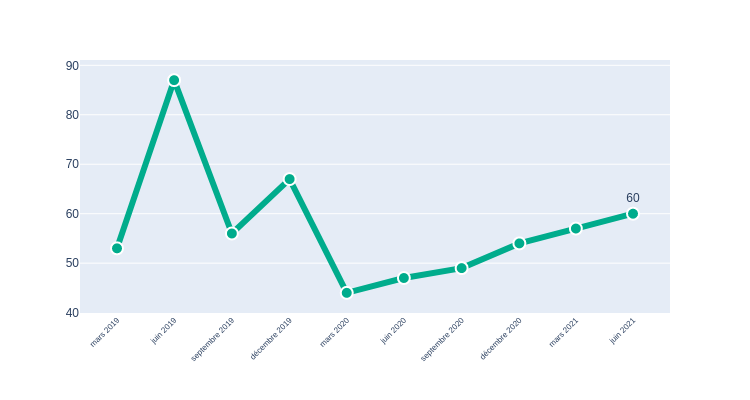 90
80
70
60
50
40
60
mars 2019
juin 2019
septembre 2019
décembre 2019
mars 2020
juin 2020
septembre 2020
décembre 2020
mars 2021
juin 2021